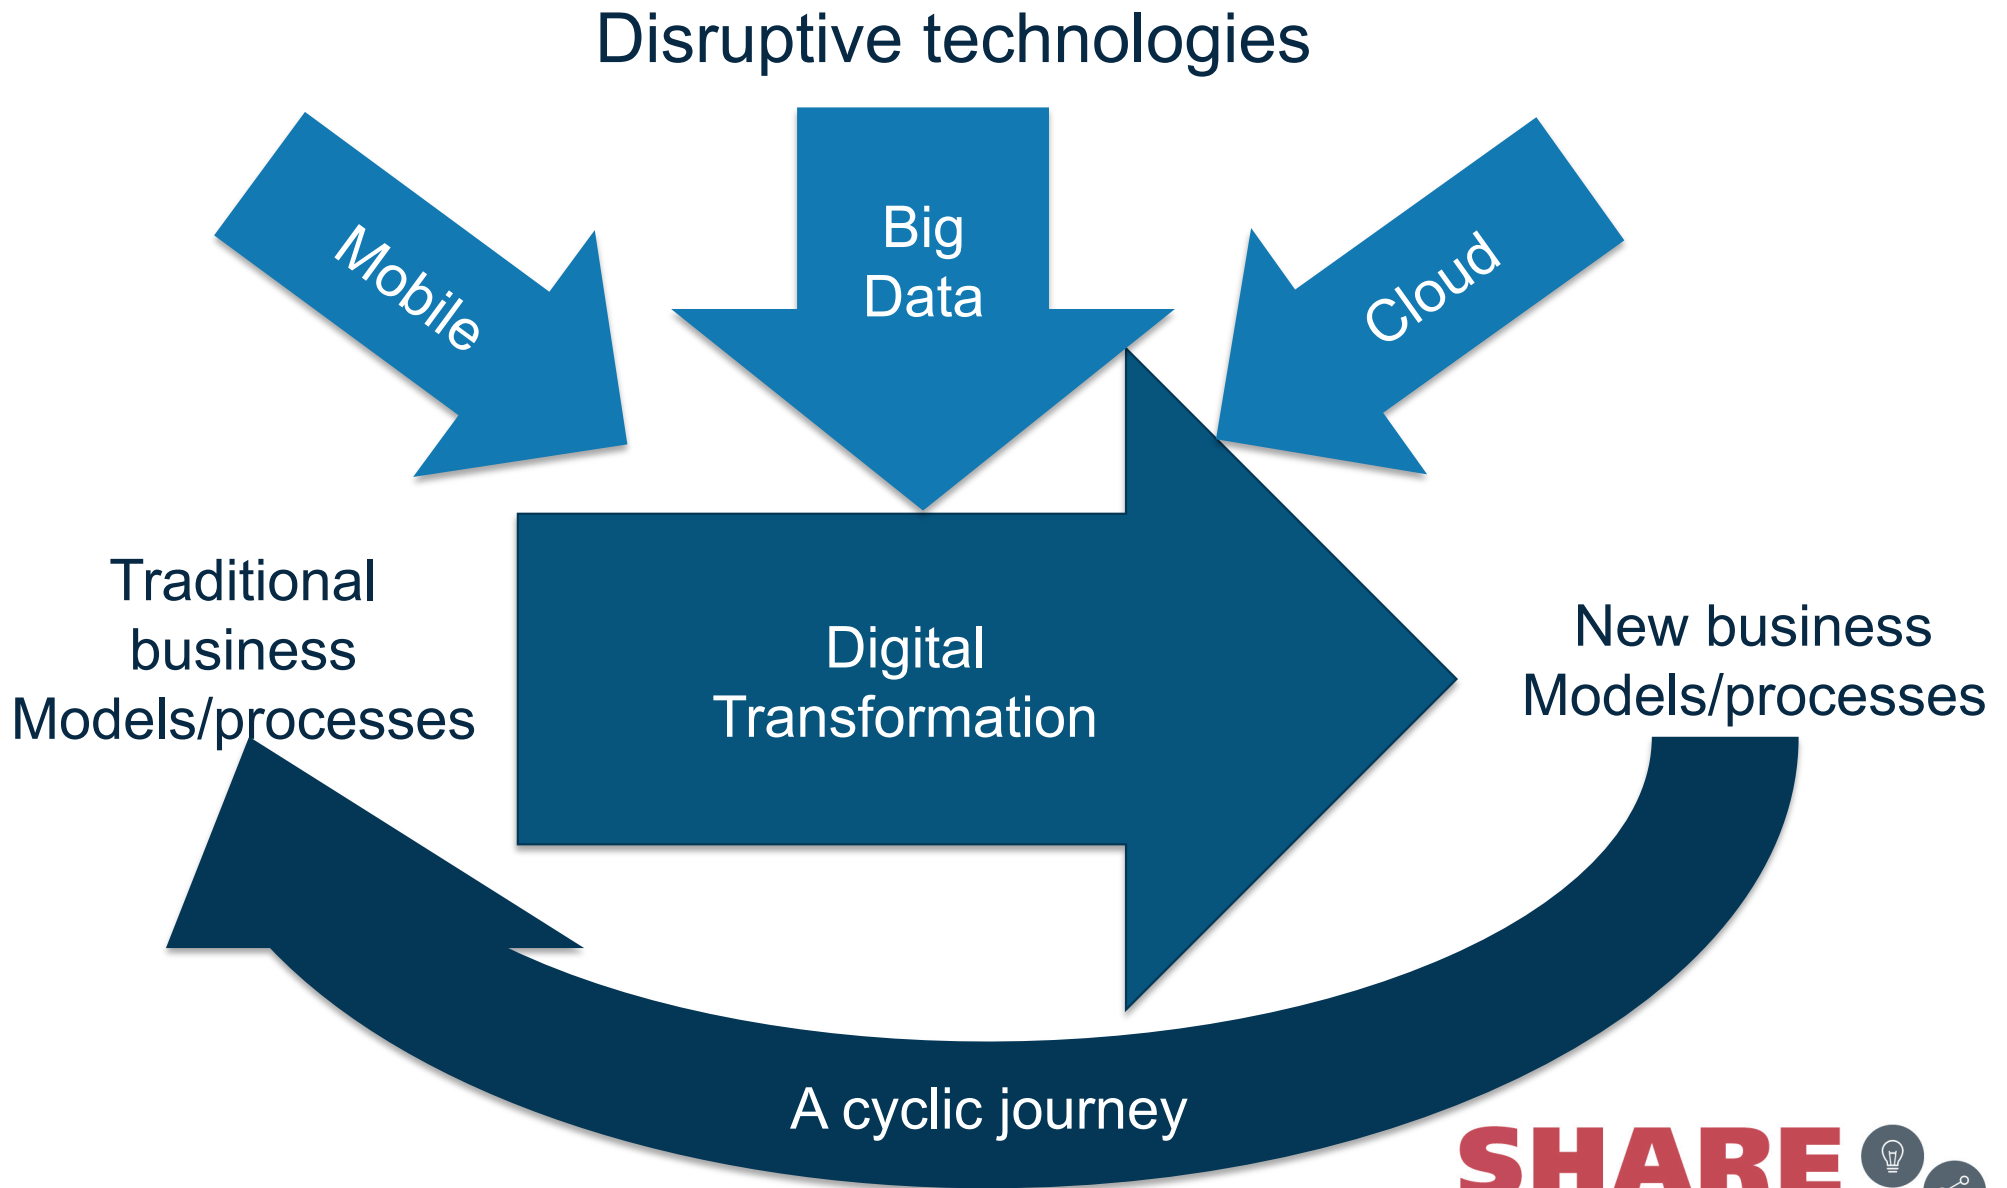 Disruptive technologies
Mobile
Big
Data
Cloud
Traditional
business
Models/processes
Digital
Transformation
New business
Models/processes
A cyclic journey
SHARE